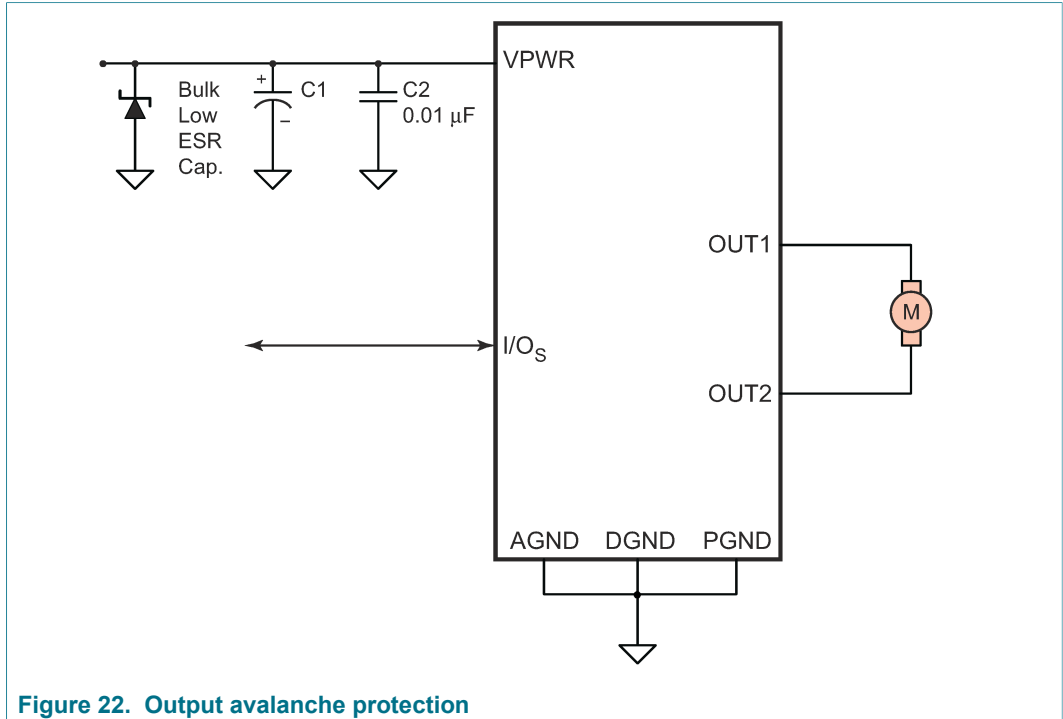 VPWR
+
C1
−
Bulk
Low
ESR
Cap.
C2
0.01 μF
OUT1
M
I/OS
OUT2
AGND DGND PGND
Figure 22. Output avalanche protection